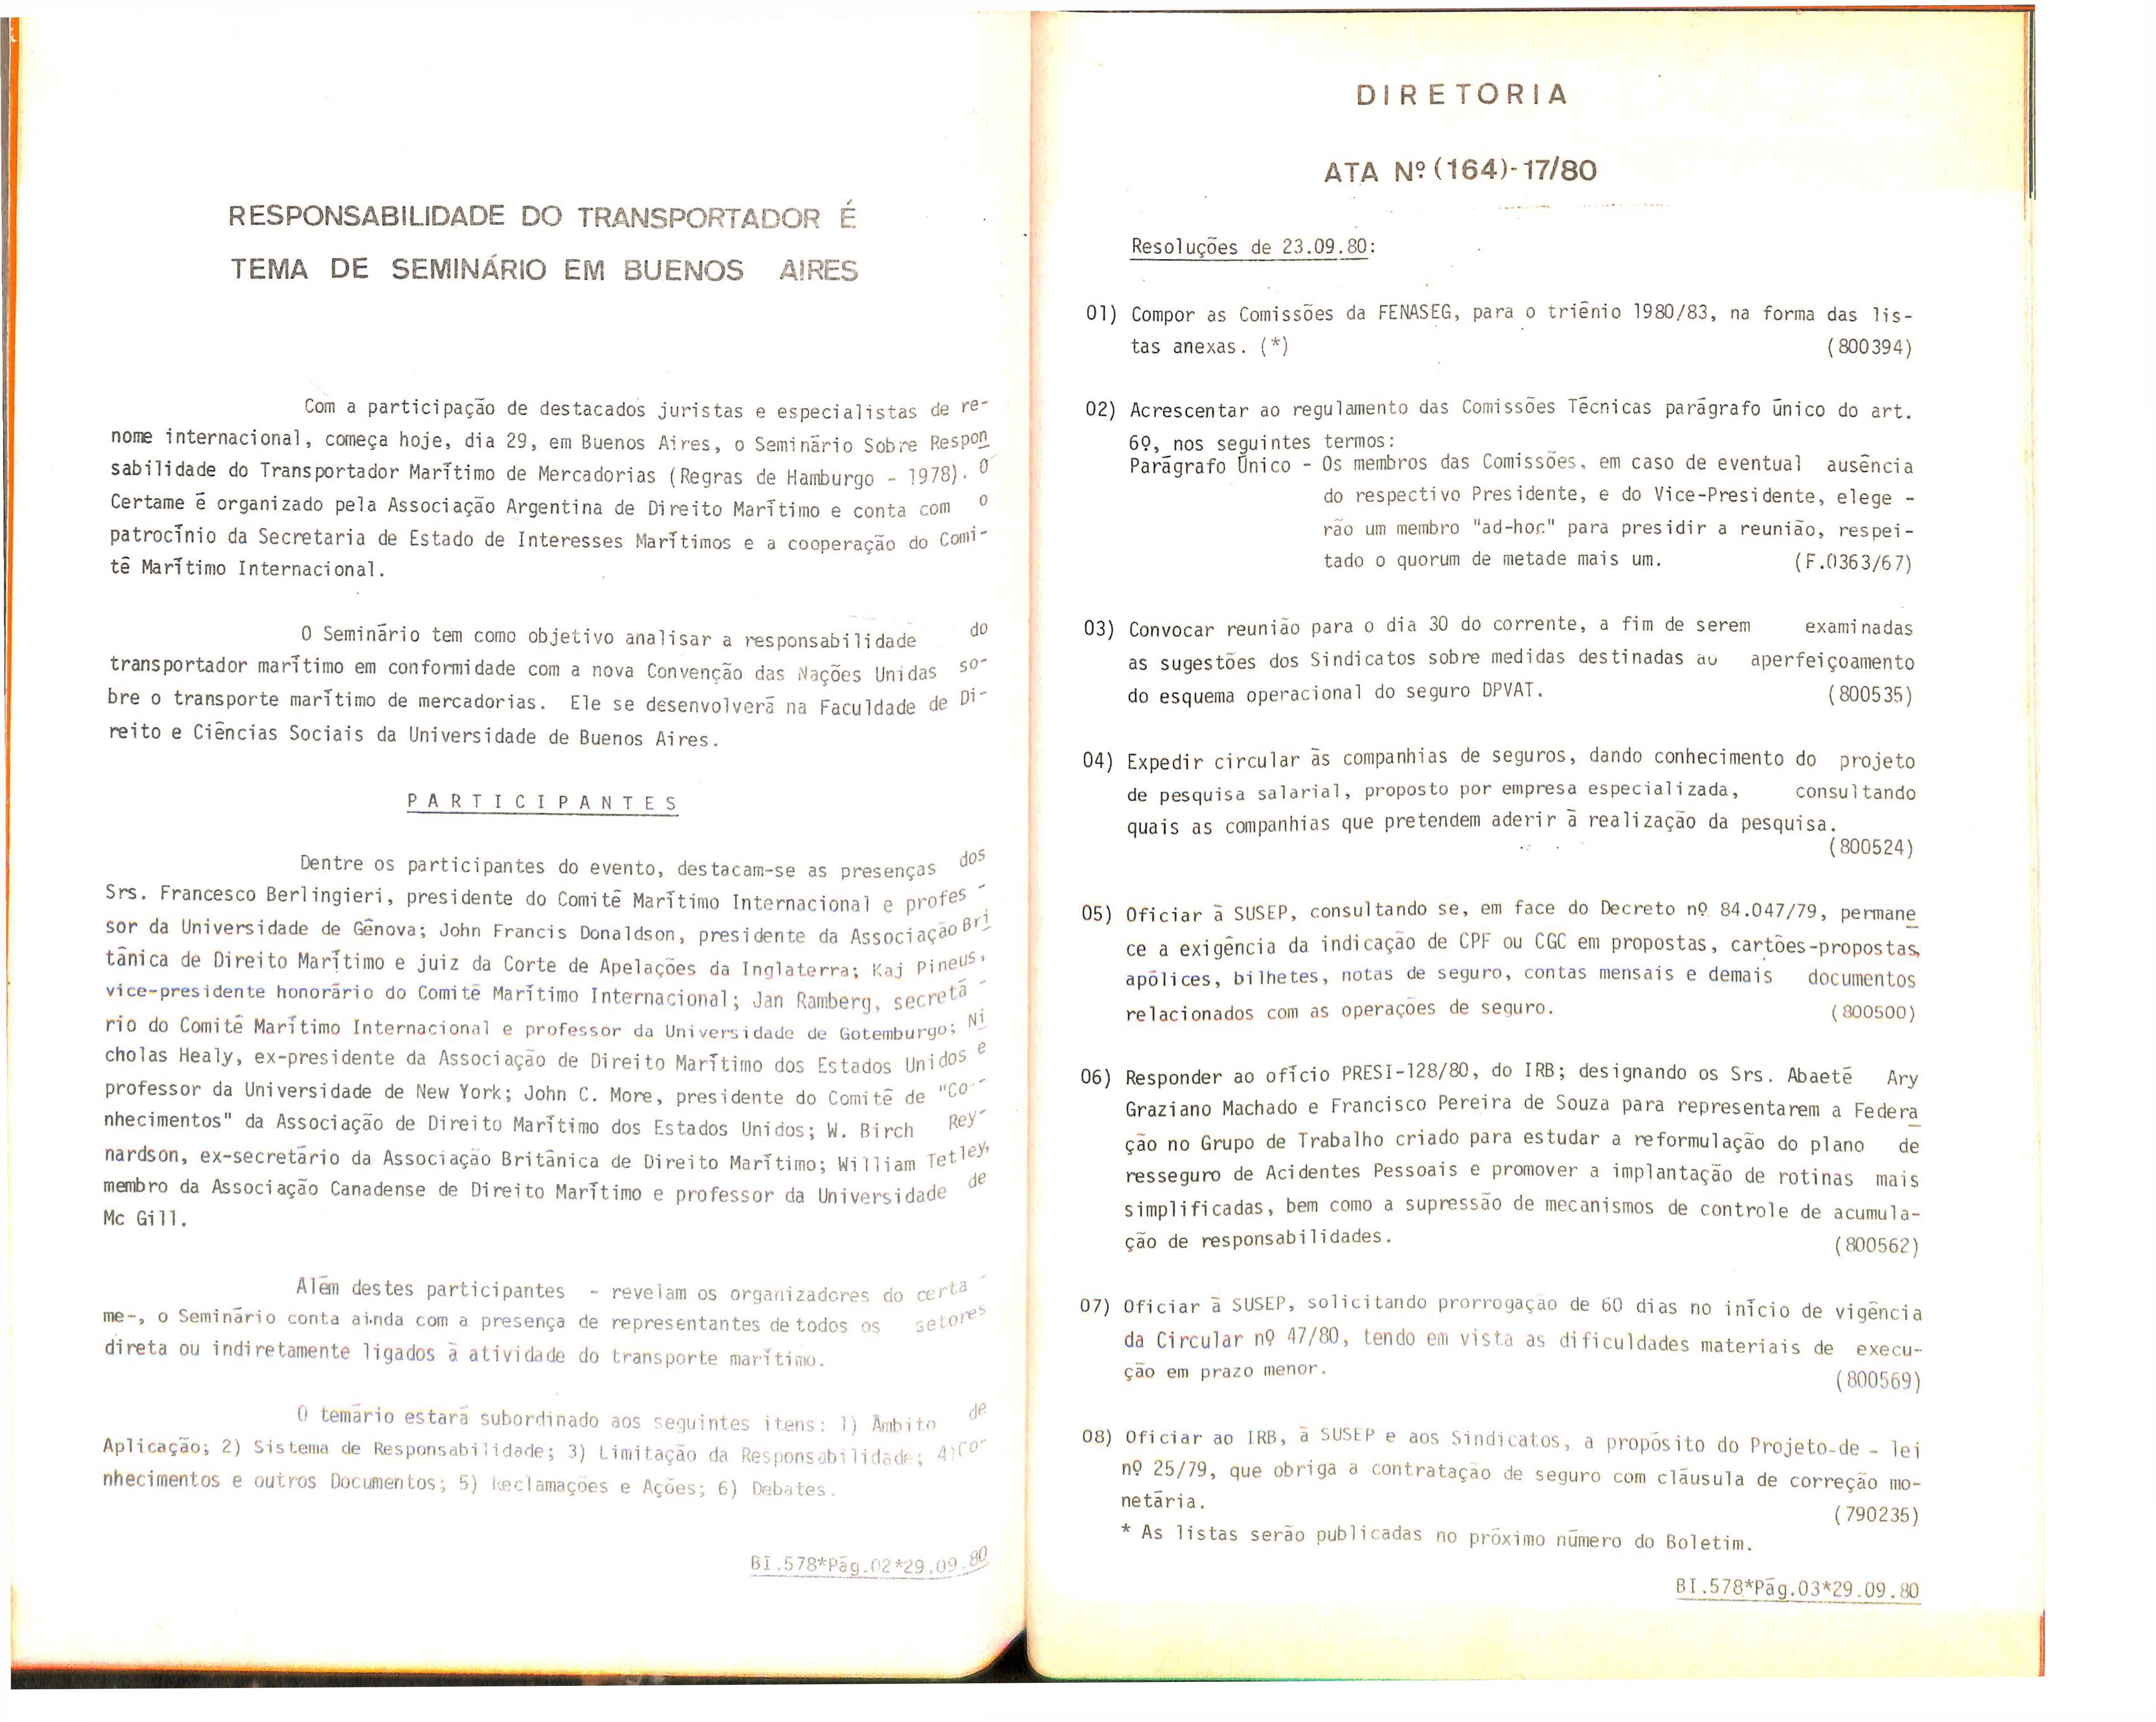 RESPONSABILIDADE DO TRANSPORTADOR É
TEMA DE SEMINÁRIO EM BUENOS AIRES
Com a participação de destacados juristas e especialistas de re-
nome internacional, começa hoje, dia 29, em Buenos Aires, o Seminário Sobre Respon
sabilidade do Transportador Marítimo de Mercadorias (Regras de Hamburgo - 1978). O
Certame é organizado pela Associação Argentina de Direito Marítimo e conta com o
patrocínio da Secretaria de Estado de Interesses Marítimos e a cooperação do Comi-
tê Marítimo Internacional.
O Seminário tem como objetivo analisar a responsabilidade do
transportador marítimo em conformidade com a nova Convenção das Nações Unidas so-
bre o transporte marítimo de mercadorias. Ele se desenvolverá na Faculdade de Di-
reito e Ciências Sociais da Universidade de Buenos Aires.
P A R T I C I P A N T E S
Dentre os participantes do evento, destacam-se as presenças dos
Srs. Francesco Berlingieri, presidente do Comitê Marítimo Internacional e profes -
sor da Universidade de Gênova; John Francis Donaldson, presidente da Associação Bri
tânica de Direito Marítimo e juiz da Corte de Apelações da Inglaterra; Kaj Pineus,
vice-presidente honorário do Comitê Marítimo Internacional; Jan Ramberg, secretá -
rio do Comitê Marítimo Internacional e professor da Universidade de Gotemburgo; Ni
cholas Healy, ex-presidente da Associação de Direito Marítimo dos Estados Unidos e
professor da Universidade de New York; John C. More, presidente do Comitê de "Co -
nhecimentos" da Associação de Direito Marítimo dos Estados Unidos; W. Birch Rey-
nardson, ex-secretário da Associação Britânica de Direito Marítimo; William Tetley,
membro da Associação Canadense de Direito Marítimo e professor da Universidade de
Mc Gill.
Além destes participantes - revelam os organizadores do certa -
me-, o Seminário conta ainda com a presença de representantes de todos os setores
direta ou indiretamente ligados à atividade do transporte marítimo.
O temário estará subordinado aos seguintes itens: 1) Âmbito de
Aplicação; 2) Sistema de Responsabilidade; 3) Limitação da Responsabilidade; 4)Co-
nhecimentos e outros Documentos; 5) Reclamações e Ações; 6) Debates.
BI.578*Pág.02*29.09.80
DIRETORIA
ATA Nº (164)-17/80
Resoluções de 23.09.80:
01) Compor as Comissões da FENASEG, para o triênio 1980/83, na forma das lis-
tas anexas. (*) (800394)
02) Acrescentar ao regulamento das Comissões Técnicas parágrafo único do art.
6º, nos seguintes termos:
Parágrafo Único - Os membros das Comissões, em caso de eventual ausência
do respectivo Presidente, e do Vice-Presidente, elege -
rão um membro "ad-hoc" para presidir a reunião, respei-
tado o quorum de metade mais um. (F.0363/67)
03) Convocar reunião para o dia 30 do corrente, a fim de serem examinadas
as sugestões dos Sindicatos sobre medidas destinadas ao aperfeiçoamento
do esquema operacional do seguro DPVAT. (800535)
04) Expedir circular às companhias de seguros, dando conhecimento do projeto
de pesquisa salarial, proposto por empresa especializada, consultando
quais as companhias que pretendem aderir à realização da pesquisa.
(800524)
05) Oficiar à SUSEP, consultando se, em face do Decreto nº 84.047/79, permane
ce a exigência da indicação de CPF ou CGC em propostas, cartões-propostas,
apólices, bilhetes, notas de seguro, contas mensais e demais documentos
relacionados com as operações de seguro. (800500)
06) Responder ao ofício PRESI-128/80, do IRB; designando os Srs. Abaeté Ary
Graziano Machado e Francisco Pereira de Souza para representarem a Federa
ção no Grupo de Trabalho criado para estudar a reformulação do plano de
resseguro de Acidentes Pessoais e promover a implantação de rotinas mais
simplificadas, bem como a supressão de mecanismos de controle de acumula-
ção de responsabilidades. (800562)
07) Oficiar à SUSEP, solicitando prorrogação de 60 dias no início de vigência
da Circular nº 47/80, tendo em vista as dificuldades materiais de execu-
ção em prazo menor. (800569)
08) Oficiar ao IRB, à SUSEP e aos Sindicatos, a propósito do Projeto-de - lei
nº 25/79, que obriga a contratação de seguro com cláusula de correção mo-
netária. (790235)
* As listas serão publicadas no próximo número do Boletim.
BI.578*Pág.03*29.09.80